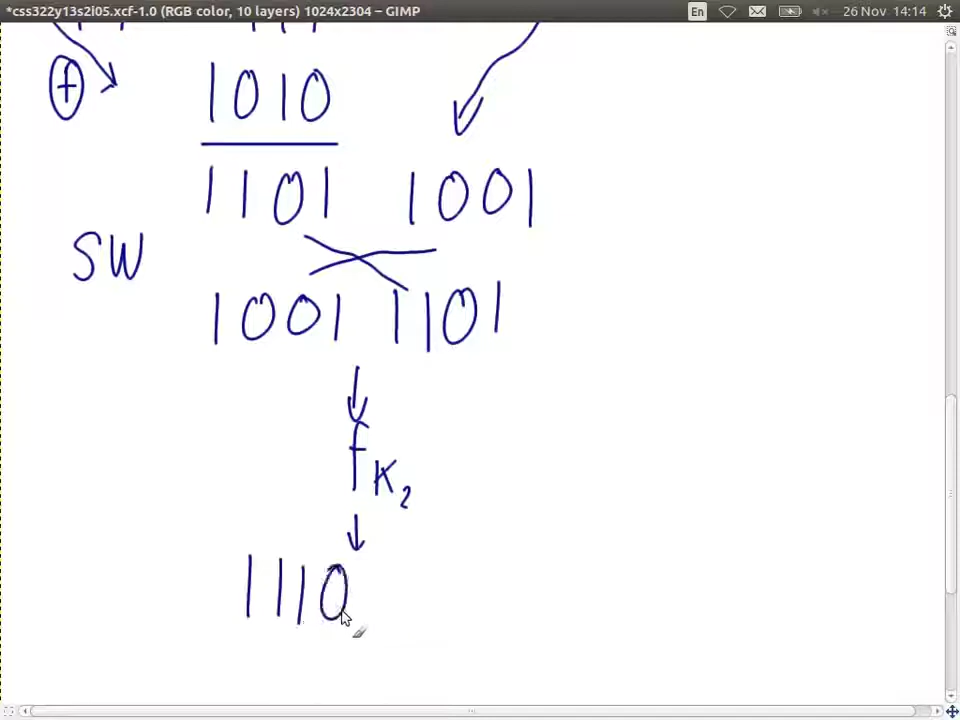 *css322y13s2i05.xcf-1.0 (RGB color, 10 layers) 1024x2304 – GIMP En 26 Nov 14:14
⊕ 1010
1101 1001
SW
1001 1101
↓
f K2
↓
1110